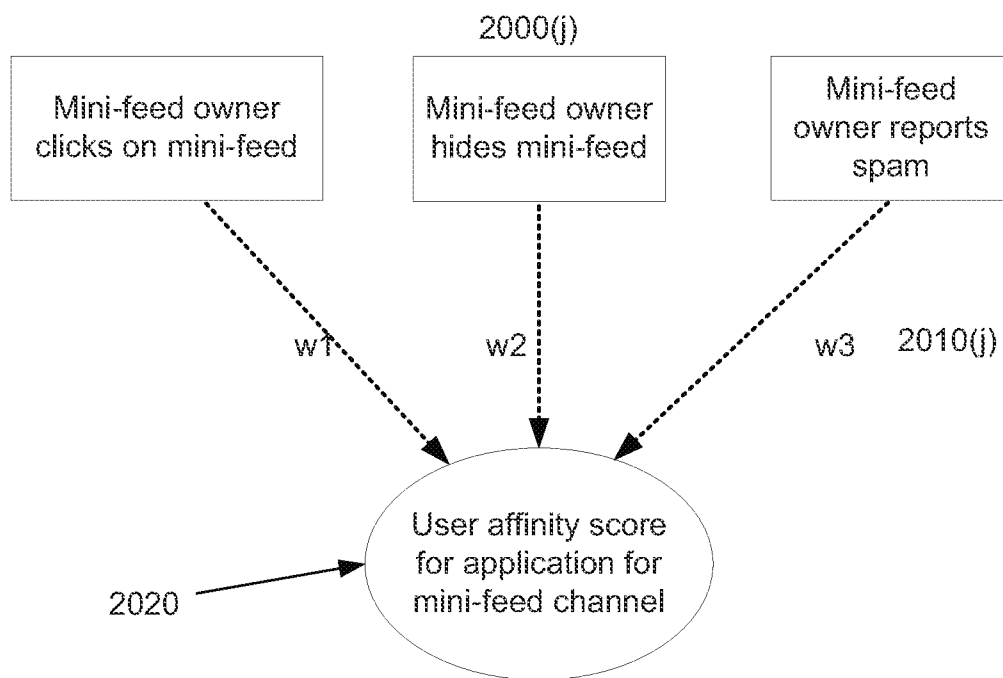 2000(j)
Mini-feed owner
clicks on mini-feed
Mini-feed owner
hides mini-feed
Mini-feed
owner reports
spam
w1
w2
w3
2010(j)
User affinity score
for application for
mini-feed channel
2020